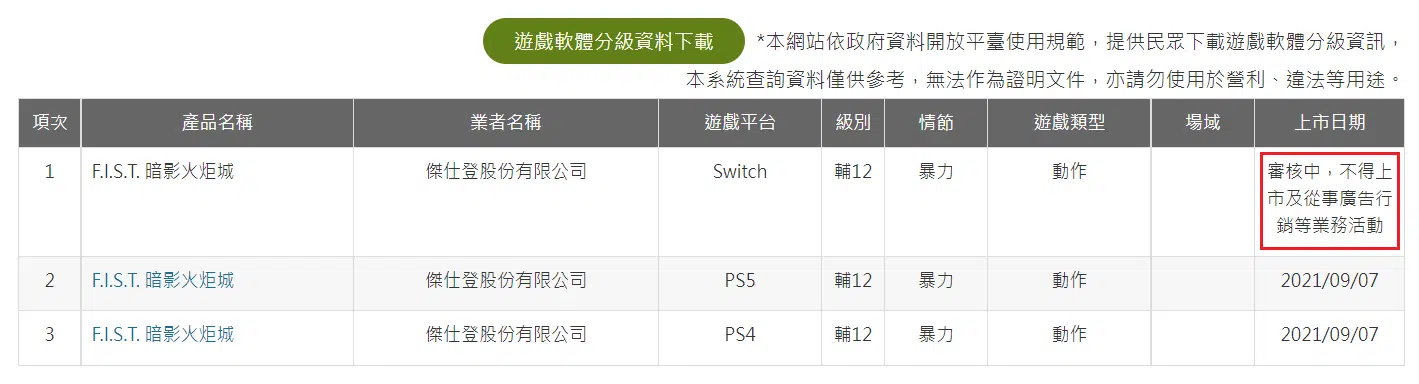 遊戲軟體分級資料下載 *本網站依政府資料開放平臺使用規範，提供民眾下載遊戲軟體分級資訊，
本系統查詢資料僅供參考，無法作為證明文件，亦請勿使用於營利、違法等用途。
項次 產品名稱 業者名稱 遊戲平台 級別 情節 遊戲類型 場域 上市日期
1 F.I.S.T. 暗影火炬城 傑仕登股份有限公司 Switch 輔12 暴力 動作 審核中，不得上
市及從事廣告行
銷等業務活動
2 F.I.S.T. 暗影火炬城 傑仕登股份有限公司 PS5 輔12 暴力 動作 2021/09/07
3 F.I.S.T. 暗影火炬城 傑仕登股份有限公司 PS4 輔12 暴力 動作 2021/09/07